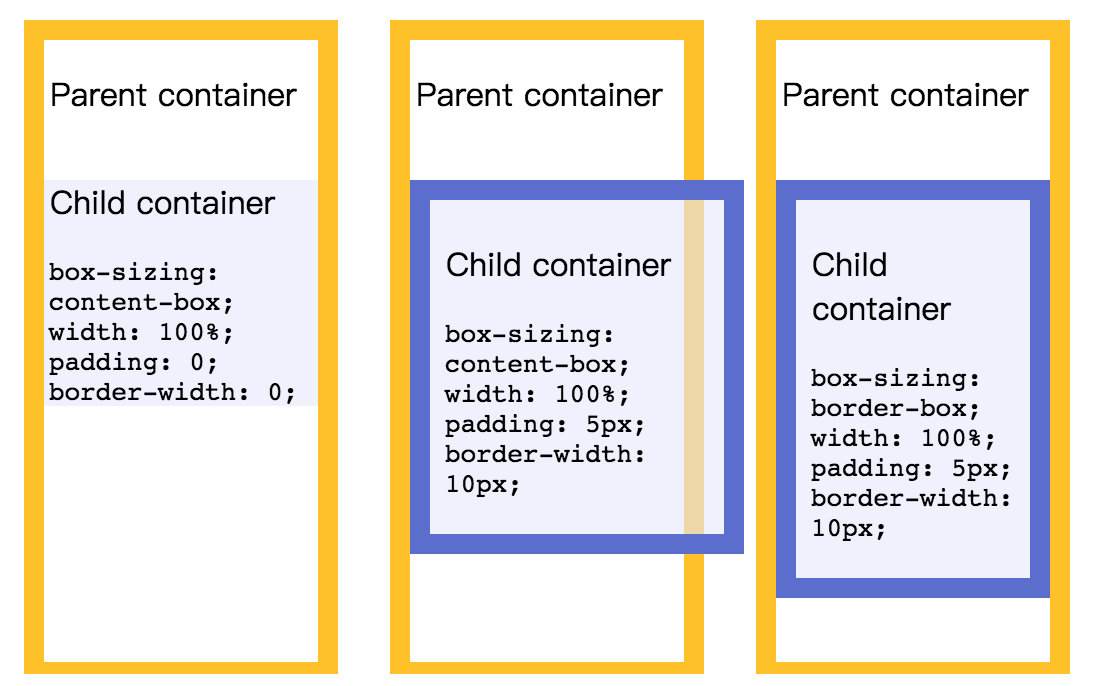 Parent container
Child container
box-sizing:
content-box;
width: 100%;
padding: 0;
border-width: 0;
Parent container
Child container
box-sizing:
content-box;
width: 100%;
padding: 5px;
border-width:
10px;
Parent container
Child
container
box-sizing:
border-box;
width: 100%;
padding: 5px;
border-width:
10px;